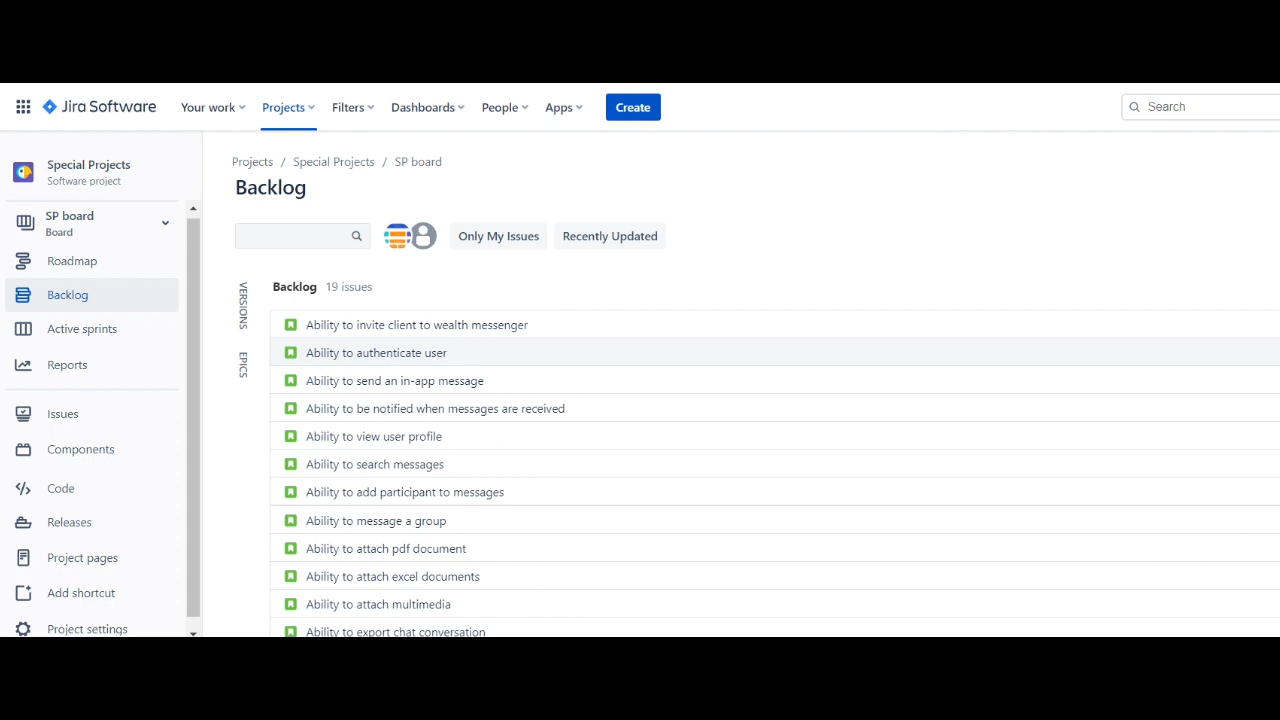 Jira Software
Your work
Projects
Filters
Dashboards
People
Apps
Create
Search
Special Projects
Software project
SP board
Board
Roadmap
Backlog
Active sprints
Reports
Issues
Components
Code
Releases
Project pages
Add shortcut
Project settings
Projects / Special Projects / SP board
Backlog
Only My Issues
Recently Updated
VERSIONS
EPICS
Backlog 19 issues
Ability to invite client to wealth messenger
Ability to authenticate user
Ability to send an in-app message
Ability to be notified when messages are received
Ability to view user profile
Ability to search messages
Ability to add participant to messages
Ability to message a group
Ability to attach pdf document
Ability to attach excel documents
Ability to attach multimedia
Ability to export chat conversation